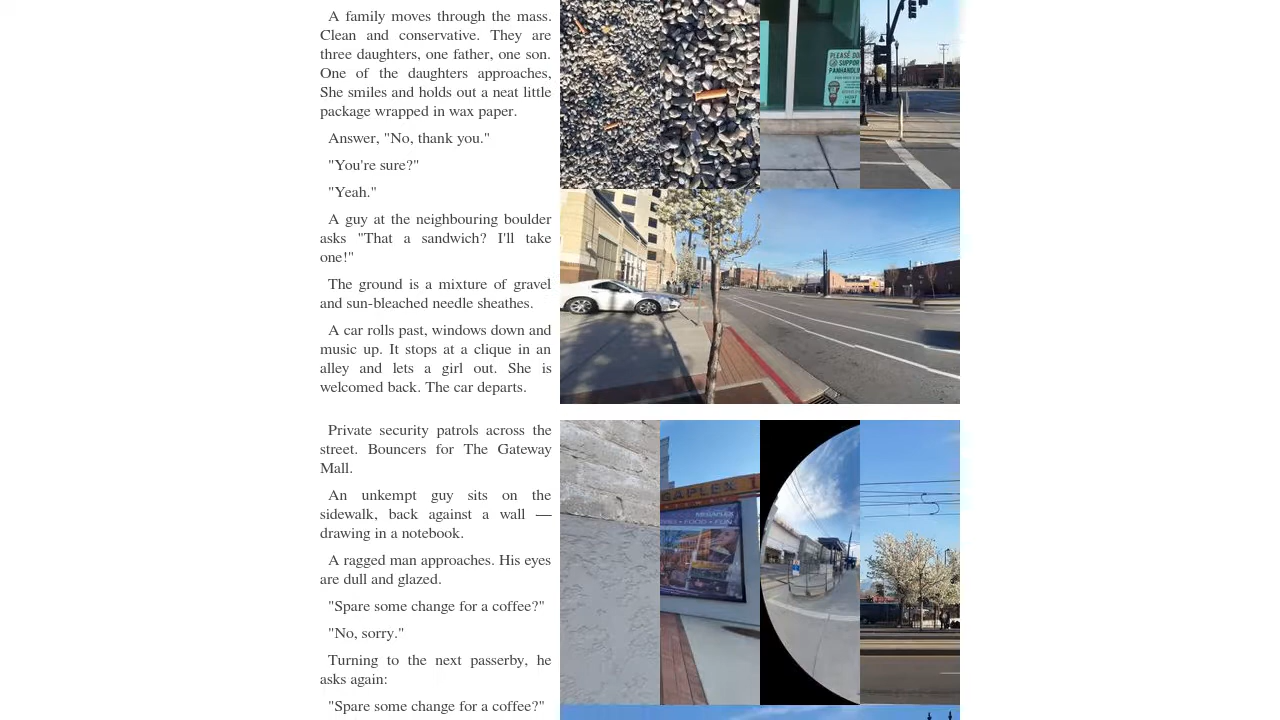 A family moves through the mass.
Clean and conservative. They are
three daughters, one father, one son.
One of the daughters approaches,
She smiles and holds out a neat little
package wrapped in wax paper.
Answer, "No, thank you."
"You're sure?"
"Yeah."
A guy at the neighbouring boulder
asks "That a sandwich? I'll take
one!"
The ground is a mixture of gravel
and sun-bleached needle sheathes.
A car rolls past, windows down and
music up. It stops at a clique in an
alley and lets a girl out. She is
welcomed back. The car departs.
PLEASE DO
SUPPOR
PANHANDLIN
Private security patrols across the
street. Bouncers for The Gateway
Mall.
An unkempt guy sits on the
sidewalk, back against a wall —
drawing in a notebook.
A ragged man approaches. His eyes
are dull and glazed.
"Spare some change for a coffee?"
"No, sorry."
Turning to the next passerby, he
asks again:
"Spare some change for a coffee?"
GAPLEX
MEGAPLEX
• FOOD • FUN